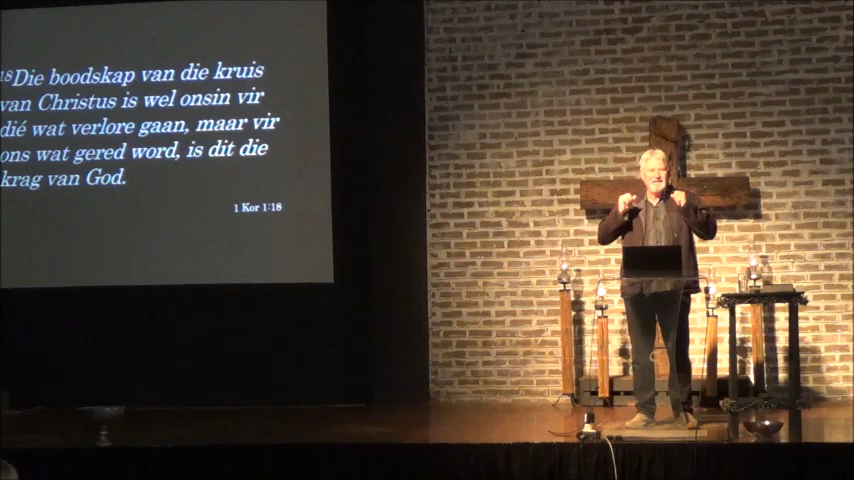 18Die boodskap van die kruis
van Christus is wel onsin vir
dié wat verlore gaan, maar vir
ons wat gered word, is dit die
krag van God.
1 Kor 1:18